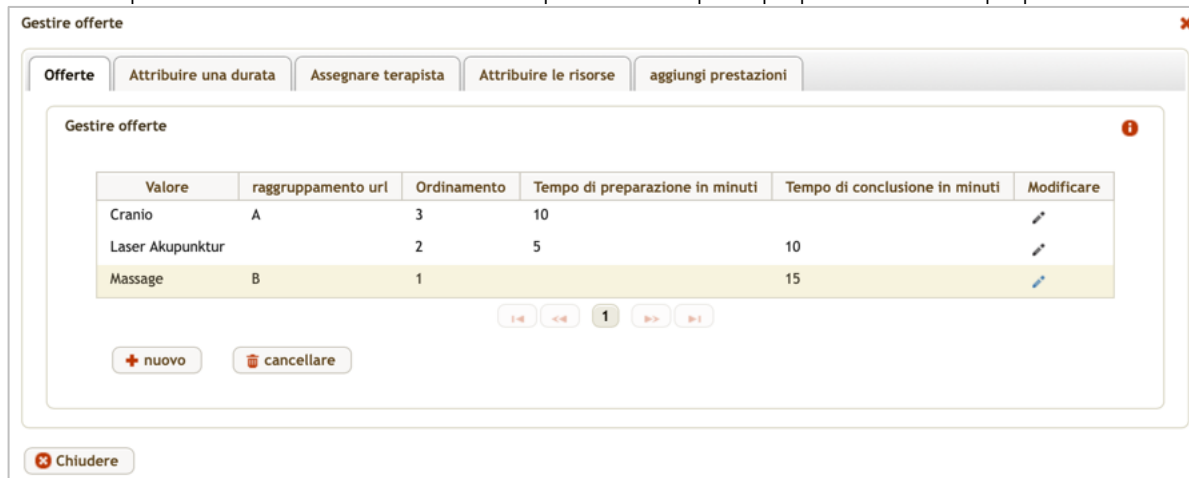 Gestire offerte
Offerte Attribuire una durata Assegnare terapista Attribuire le risorse aggiungi prestazioni
Gestire offerte
Valore raggruppamento url Ordinamento Tempo di preparazione in minuti Tempo di conclusione in minuti Modificare
Cranio A 3 10
Laser Akupunktur 2 5 10
Massage B 1 15
1
nuovo cancellare
Chiudere